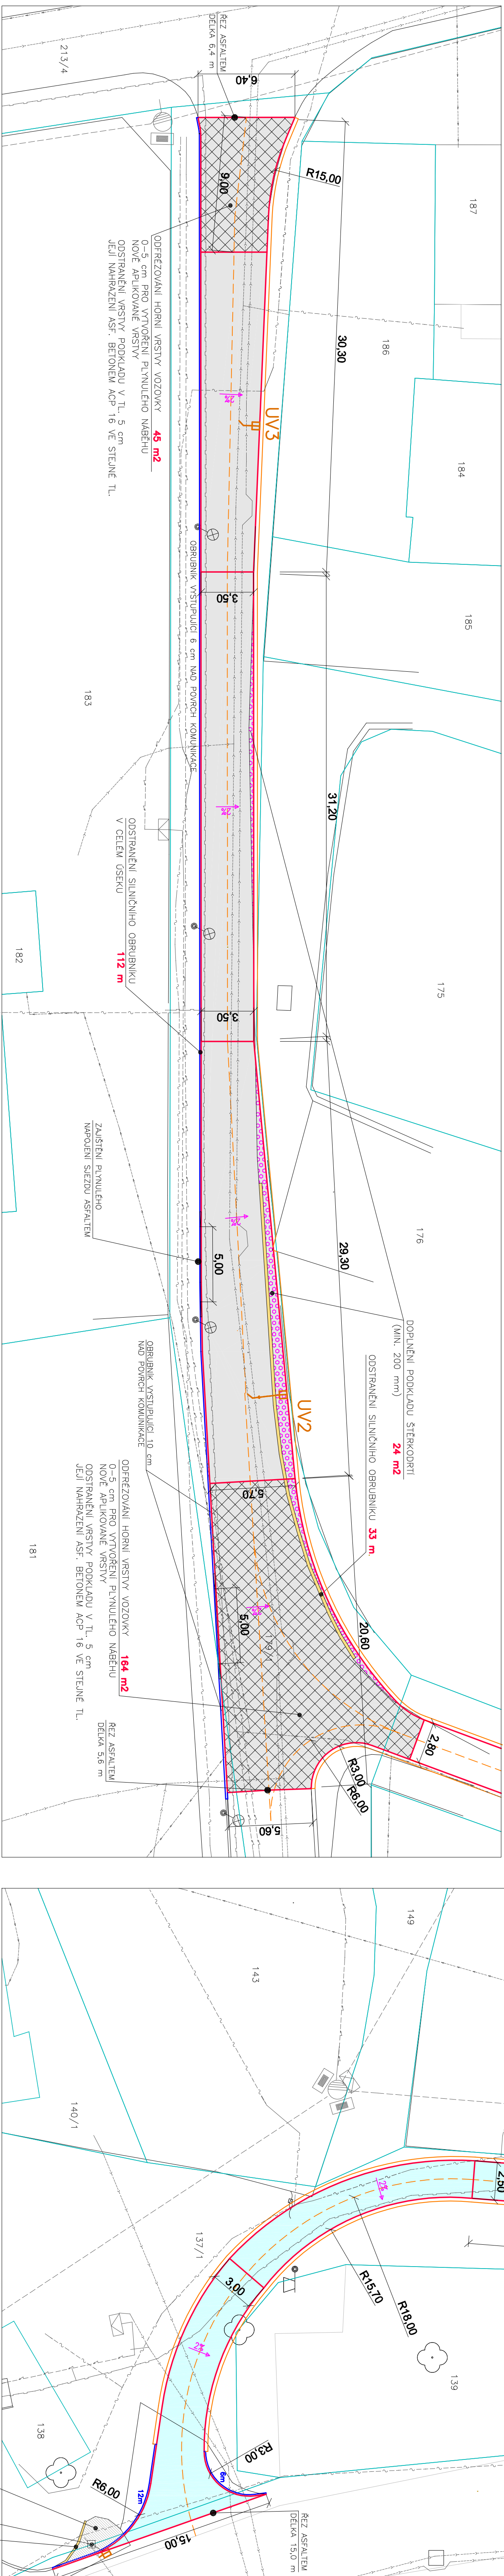 213/4
ŘEZ ASFALTEM
DÉLKA 6,4 m
6,40
9,00
R15,00
187
186
30,30
184
185
UV3
2%
ODFRÉZOVÁNÍ HORNÍ VRSTVY VOZOVKY 45 m2
0–5 cm PRO VYTVOŘENÍ PLYNULÉHO NÁBĚHU
NOVĚ APLIKOVANÉ VRSTVY
ODSTRANĚNÍ VRSTVY PODKLADU V TL. 5 cm
JEJÍ NAHRAZENÍ ASF. BETONEM ACP 16 VE STEJNÉ TL.
3,50
OBRUBNÍK VYSTUPUJÍCÍ 6 cm NAD POVRCH KOMUNIKACE
183
31,20
2%
175
ODSTRANĚNÍ SILNIČNÍHO OBRUBNÍKU
V CELÉM ÚSEKU 112 m
182
3,50
ZAJIŠTĚNÍ PLYNULÉHO
NAPOJENÍ SJEZDU ASFALTEM
176
29,30
2%
5,00
DOPLNĚNÍ PODKLADU ŠTĚRKODRTÍ
(MIN. 200 mm) 24 m2
ODSTRANĚNÍ SILNIČNÍHO OBRUBNÍKU 33 m
UV2
5,70
OBRUBNÍK VYSTUPUJÍCÍ 10 cm
NAD POVRCH KOMUNIKACE
ODFRÉZOVÁNÍ HORNÍ VRSTVY VOZOVKY 164 m2
0–5 cm PRO VYTVOŘENÍ PLYNULÉHO NÁBĚHU
NOVĚ APLIKOVANÉ VRSTVY
ODSTRANĚNÍ VRSTVY PODKLADU V TL. 5 cm
JEJÍ NAHRAZENÍ ASF. BETONEM ACP 16 VE STEJNÉ TL.
181
5,00
20,60
2,80
R3,00
R6,00
5,60
ŘEZ ASFALTEM
DÉLKA 5,6 m
149
143
140/1
2,50
2%
137/1
R15,70
R18,00
3,00
139
2%
138
R3,00
6m
12m
R6,00
15,00
ŘEZ ASFALTEM
DÉLKA 15,0 m